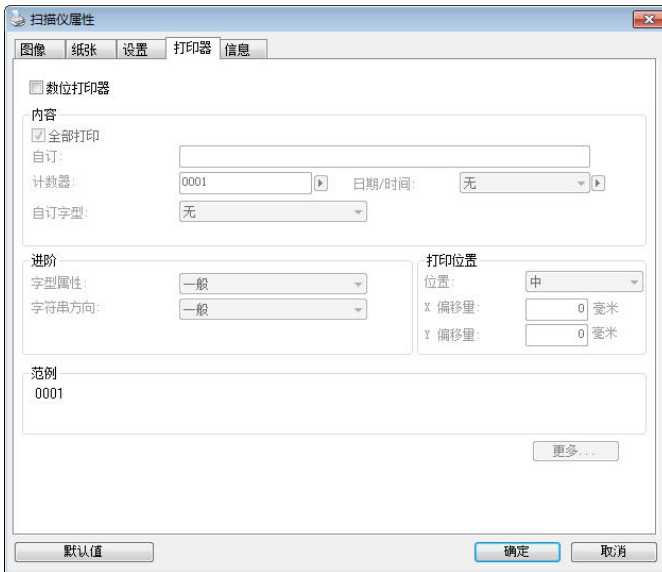 扫描仪属性
图像 纸张 设置 打印器 信息
数位打印器
内容
全部打印
自订:
计数器: 0001 日期/时间: 无
自订字型: 无
进阶
字型属性: 一般
字符串方向: 一般
打印位置
位置: 中
X 偏移量: 0 毫米
Y 偏移量: 0 毫米
范例
0001
更多...
默认值 确定 取消